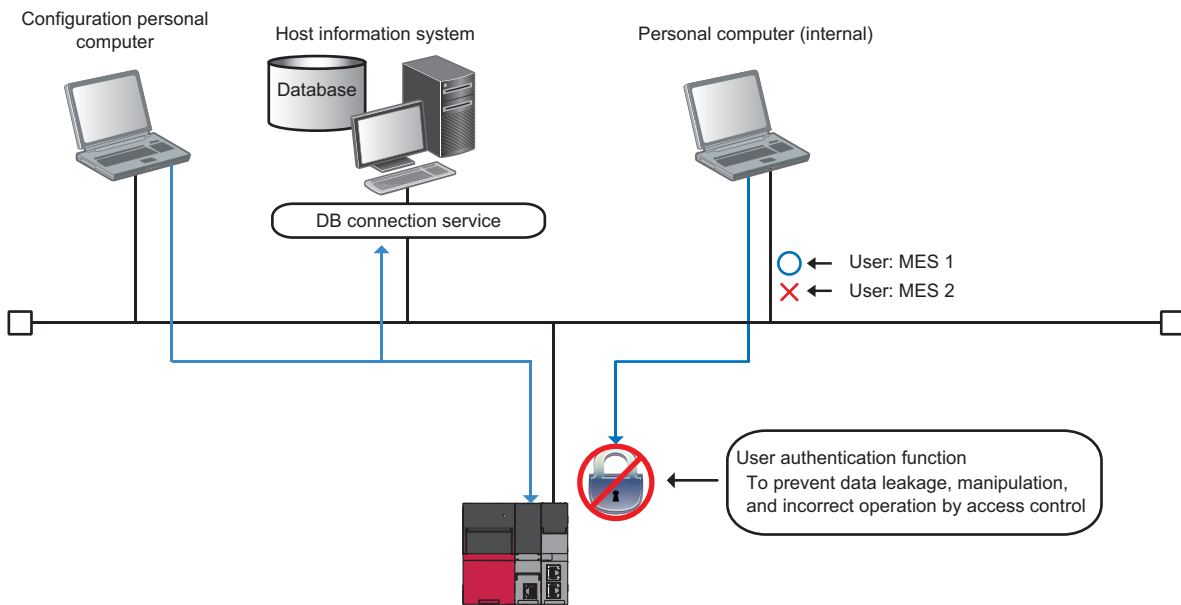 Configuration personal
computer
Host information system
Personal computer (internal)
Database
DB connection service
User: MES 1
User: MES 2
User authentication function
To prevent data leakage, manipulation,
and incorrect operation by access control